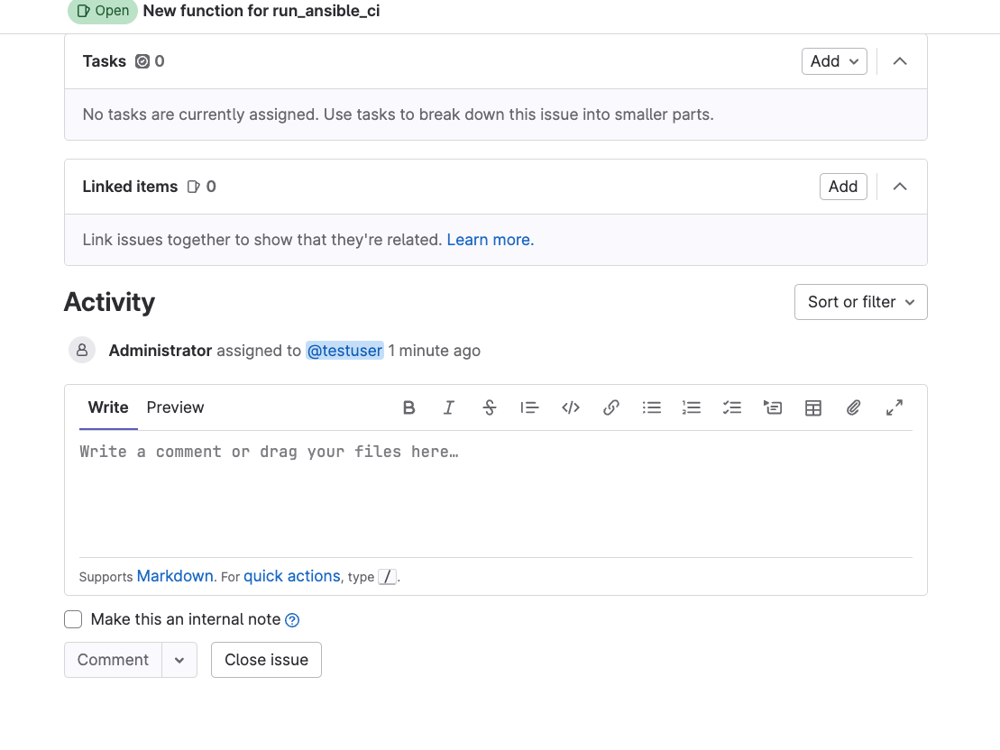 Open New function for run_ansible_ci
Tasks 0 Add
No tasks are currently assigned. Use tasks to break down this issue into smaller parts.
Linked items 0 Add
Link issues together to show that they're related. Learn more.
Activity Sort or filter
Administrator assigned to @testuser 1 minute ago
Write Preview
Write a comment or drag your files here…
Supports Markdown. For quick actions, type /.
Make this an internal note
Comment Close issue